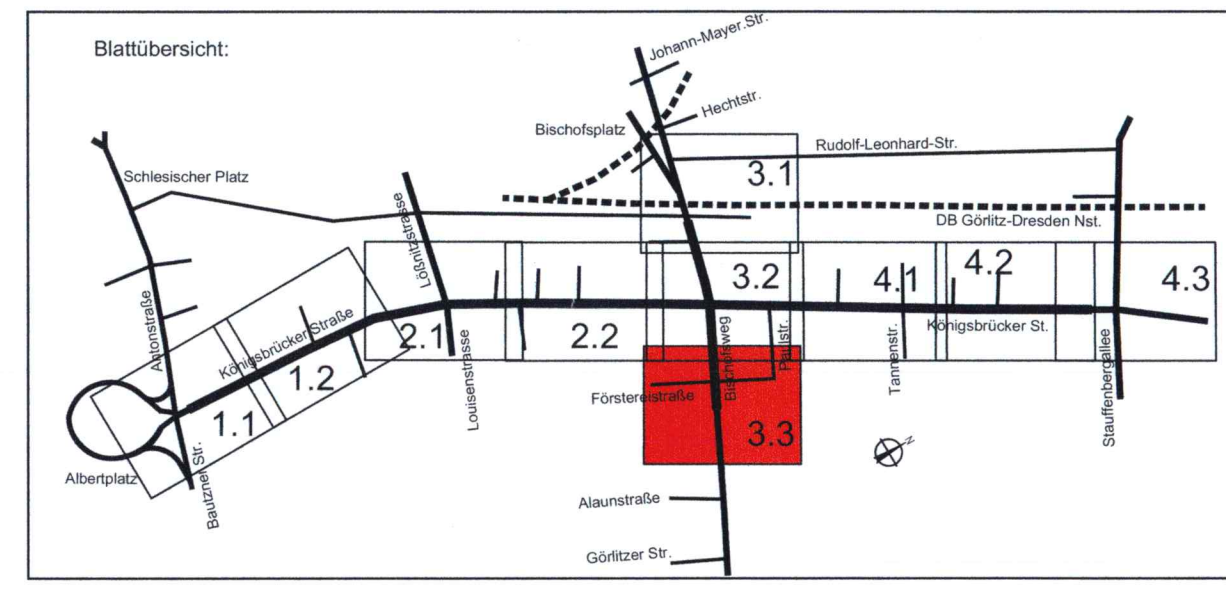 Blattübersicht:
Johann-Mayer.Str.
Hechtstr.
Bischofsplatz
Rudolf-Leonhard-Str.
3.1
Schlesischer Platz
DB Görlitz-Dresden Nst.
Lößnitzstrasse
3.2
4.1
4.2
4.3
Antonstraße
Königsbrücker Straße
2.1
2.2
Königsbrücker St.
Bischofsweg
Paulstr.
Tannenstr.
Louisenstrasse
Stauffenbergallee
1.2
1.1
Förstereistraße
3.3
N
Albertplatz
Bautzner Str.
Alaunstraße
Görlitzer Str.